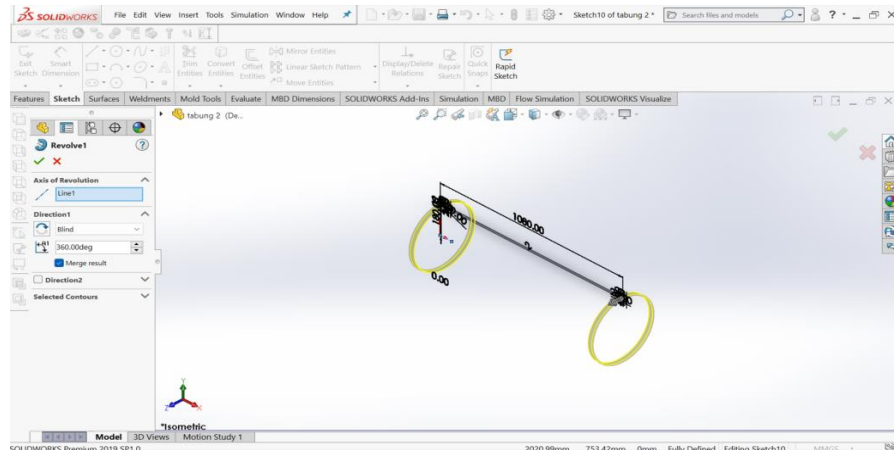 SOLIDWORKS File Edit View Insert Tools Simulation Window Help Sketch10 of tabung 2 * Search files and models ?
Exit Sketch Smart Dimension Trim Entities Convert Entities Offset Entities Mirror Entities Display/Delete Relations Repair Sketch Quick Snaps Rapid Sketch
Linear Sketch Pattern
Move Entities
Features Sketch Surfaces Weldments Mold Tools Evaluate MBD Dimensions SOLIDWORKS Add-Ins Simulation MBD Flow Simulation SOLIDWORKS Visualize
tabung 2 (De...
Revolve1
Axis of Revolution
Line1
Direction1
Blind
360.00deg
Merge result
Direction2
Selected Contours
1080.00
0.00
Y
Z X
*Isometric
Model 3D Views Motion Study 1
SOLIDWORKS Premium 2019 SP1.0 2020.99mm 753.42mm 0mm Fully Defined Editing Sketch10 MMGS